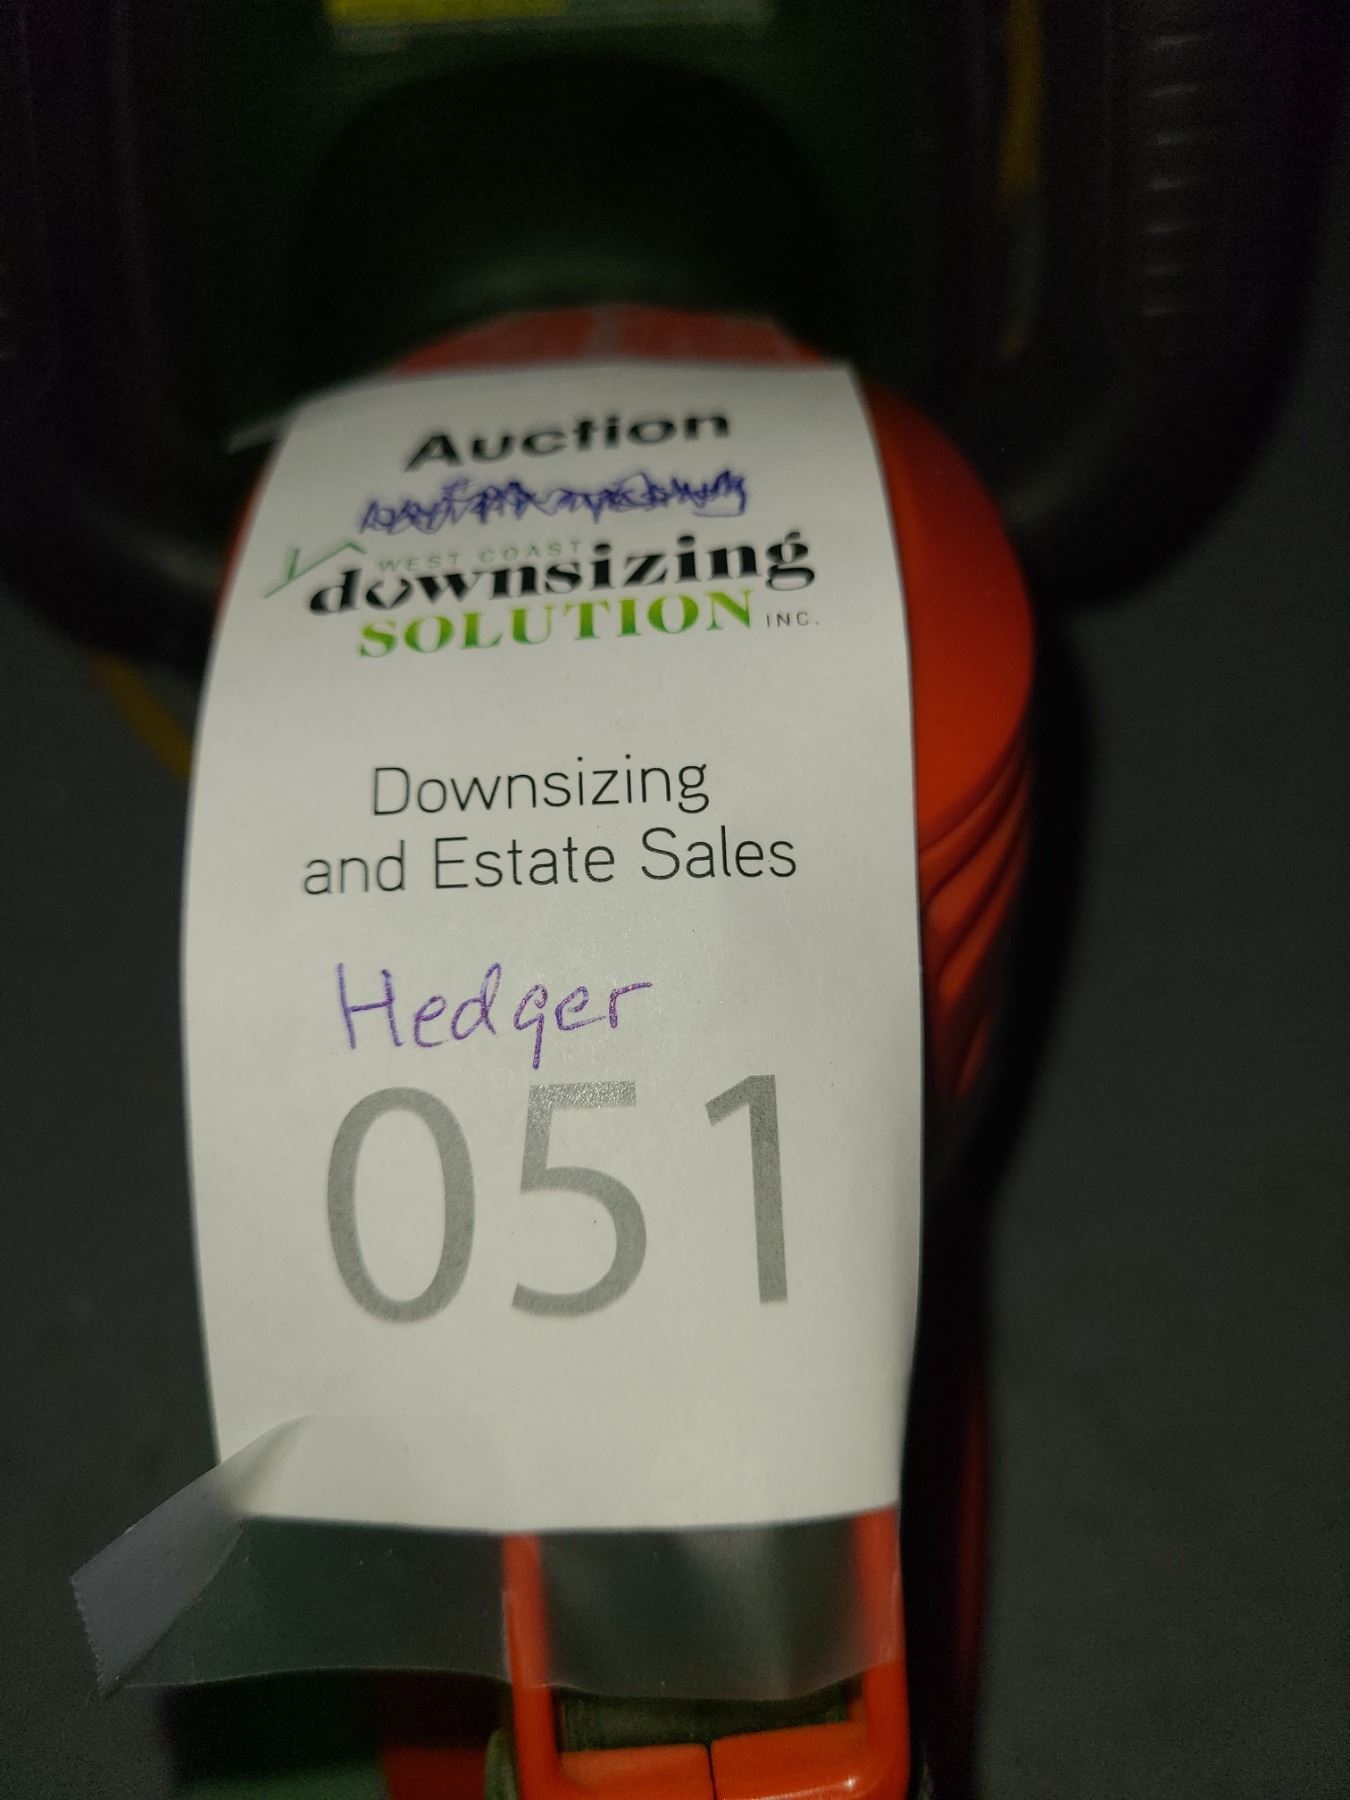 Auction
WEST COAST
downsizing
SOLUTION INC.
Downsizing
and Estate Sales
Hedger
051